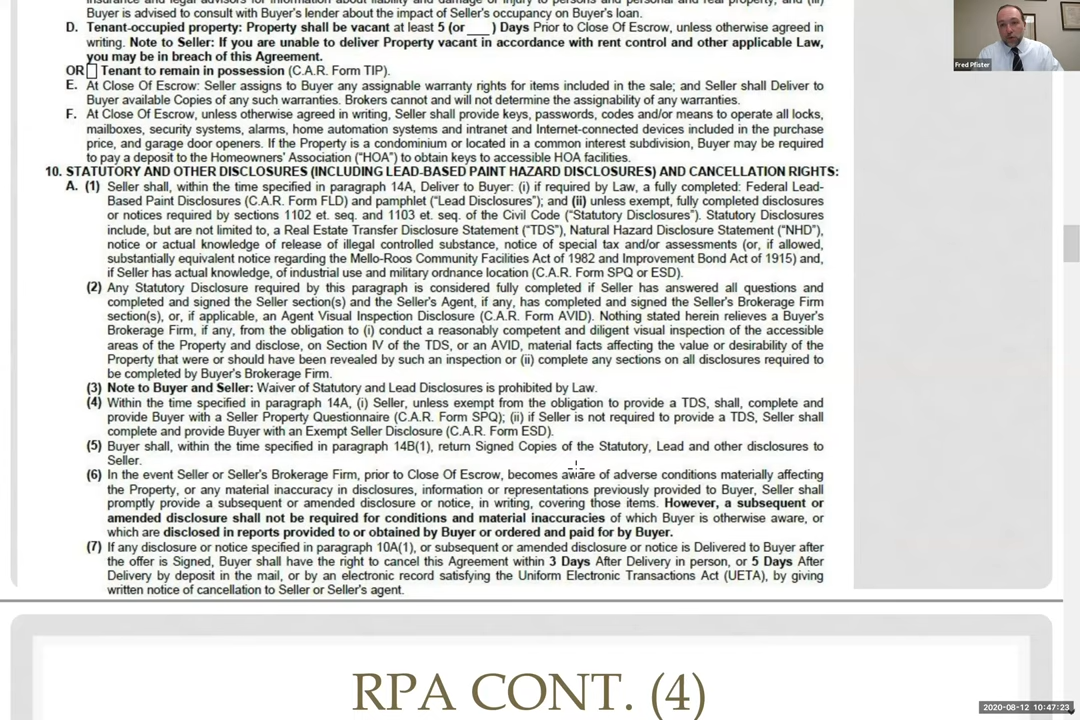 insurance and legal advisors for information about liability and damage or injury to persons and personal and real property; and (iii)
Buyer is advised to consult with Buyer's lender about the impact of Seller's occupancy on Buyer's loan.
D. Tenant-occupied property: Property shall be vacant at least 5 (or ___ ) Days Prior to Close Of Escrow, unless otherwise agreed in
writing. Note to Seller: If you are unable to deliver Property vacant in accordance with rent control and other applicable Law,
you may be in breach of this Agreement.
OR Tenant to remain in possession (C.A.R. Form TIP).
E. At Close Of Escrow: Seller assigns to Buyer any assignable warranty rights for items included in the sale; and Seller shall Deliver to
Buyer available Copies of any such warranties. Brokers cannot and will not determine the assignability of any warranties.
F. At Close Of Escrow, unless otherwise agreed in writing, Seller shall provide keys, passwords, codes and/or means to operate all locks,
mailboxes, security systems, alarms, home automation systems and intranet and Internet-connected devices included in the purchase
price, and garage door openers. If the Property is a condominium or located in a common interest subdivision, Buyer may be required
to pay a deposit to the Homeowners' Association ("HOA") to obtain keys to accessible HOA facilities.
10. STATUTORY AND OTHER DISCLOSURES (INCLUDING LEAD-BASED PAINT HAZARD DISCLOSURES) AND CANCELLATION RIGHTS:
A. (1) Seller shall, within the time specified in paragraph 14A, Deliver to Buyer: (i) if required by Law, a fully completed: Federal Lead-
Based Paint Disclosures (C.A.R. Form FLD) and pamphlet ("Lead Disclosures"); and (ii) unless exempt, fully completed disclosures
or notices required by sections 1102 et. seq. and 1103 et. seq. of the Civil Code ("Statutory Disclosures"). Statutory Disclosures
include, but are not limited to, a Real Estate Transfer Disclosure Statement ("TDS"), Natural Hazard Disclosure Statement ("NHD"),
notice or actual knowledge of release of illegal controlled substance, notice of special tax and/or assessments (or, if allowed,
substantially equivalent notice regarding the Mello-Roos Community Facilities Act of 1982 and Improvement Bond Act of 1915) and,
if Seller has actual knowledge, of industrial use and military ordnance location (C.A.R. Form SPQ or ESD).
(2) Any Statutory Disclosure required by this paragraph is considered fully completed if Seller has answered all questions and
completed and signed the Seller section(s) and the Seller's Agent, if any, has completed and signed the Seller's Brokerage Firm
section(s), or, if applicable, an Agent Visual Inspection Disclosure (C.A.R. Form AVID). Nothing stated herein relieves a Buyer's
Brokerage Firm, if any, from the obligation to (i) conduct a reasonably competent and diligent visual inspection of the accessible
areas of the Property and disclose, on Section IV of the TDS, or an AVID, material facts affecting the value or desirability of the
Property that were or should have been revealed by such an inspection or (ii) complete any sections on all disclosures required to
be completed by Buyer's Brokerage Firm.
(3) Note to Buyer and Seller: Waiver of Statutory and Lead Disclosures is prohibited by Law.
(4) Within the time specified in paragraph 14A, (i) Seller, unless exempt from the obligation to provide a TDS, shall, complete and
provide Buyer with a Seller Property Questionnaire (C.A.R. Form SPQ); (ii) if Seller is not required to provide a TDS, Seller shall
complete and provide Buyer with an Exempt Seller Disclosure (C.A.R. Form ESD).
(5) Buyer shall, within the time specified in paragraph 14B(1), return Signed Copies of the Statutory, Lead and other disclosures to
Seller.
(6) In the event Seller or Seller's Brokerage Firm, prior to Close Of Escrow, becomes aware of adverse conditions materially affecting
the Property, or any material inaccuracy in disclosures, information or representations previously provided to Buyer, Seller shall
promptly provide a subsequent or amended disclosure or notice, in writing, covering those items. However, a subsequent or
amended disclosure shall not be required for conditions and material inaccuracies of which Buyer is otherwise aware, or
which are disclosed in reports provided to or obtained by Buyer or ordered and paid for by Buyer.
(7) If any disclosure or notice specified in paragraph 10A(1), or subsequent or amended disclosure or notice is Delivered to Buyer after
the offer is Signed, Buyer shall have the right to cancel this Agreement within 3 Days After Delivery in person, or 5 Days After
Delivery by deposit in the mail, or by an electronic record satisfying the Uniform Electronic Transactions Act (UETA), by giving
written notice of cancellation to Seller or Seller's agent.
RPA CONT. (4)
Fred Pfister
2020-08-12 10:47:23